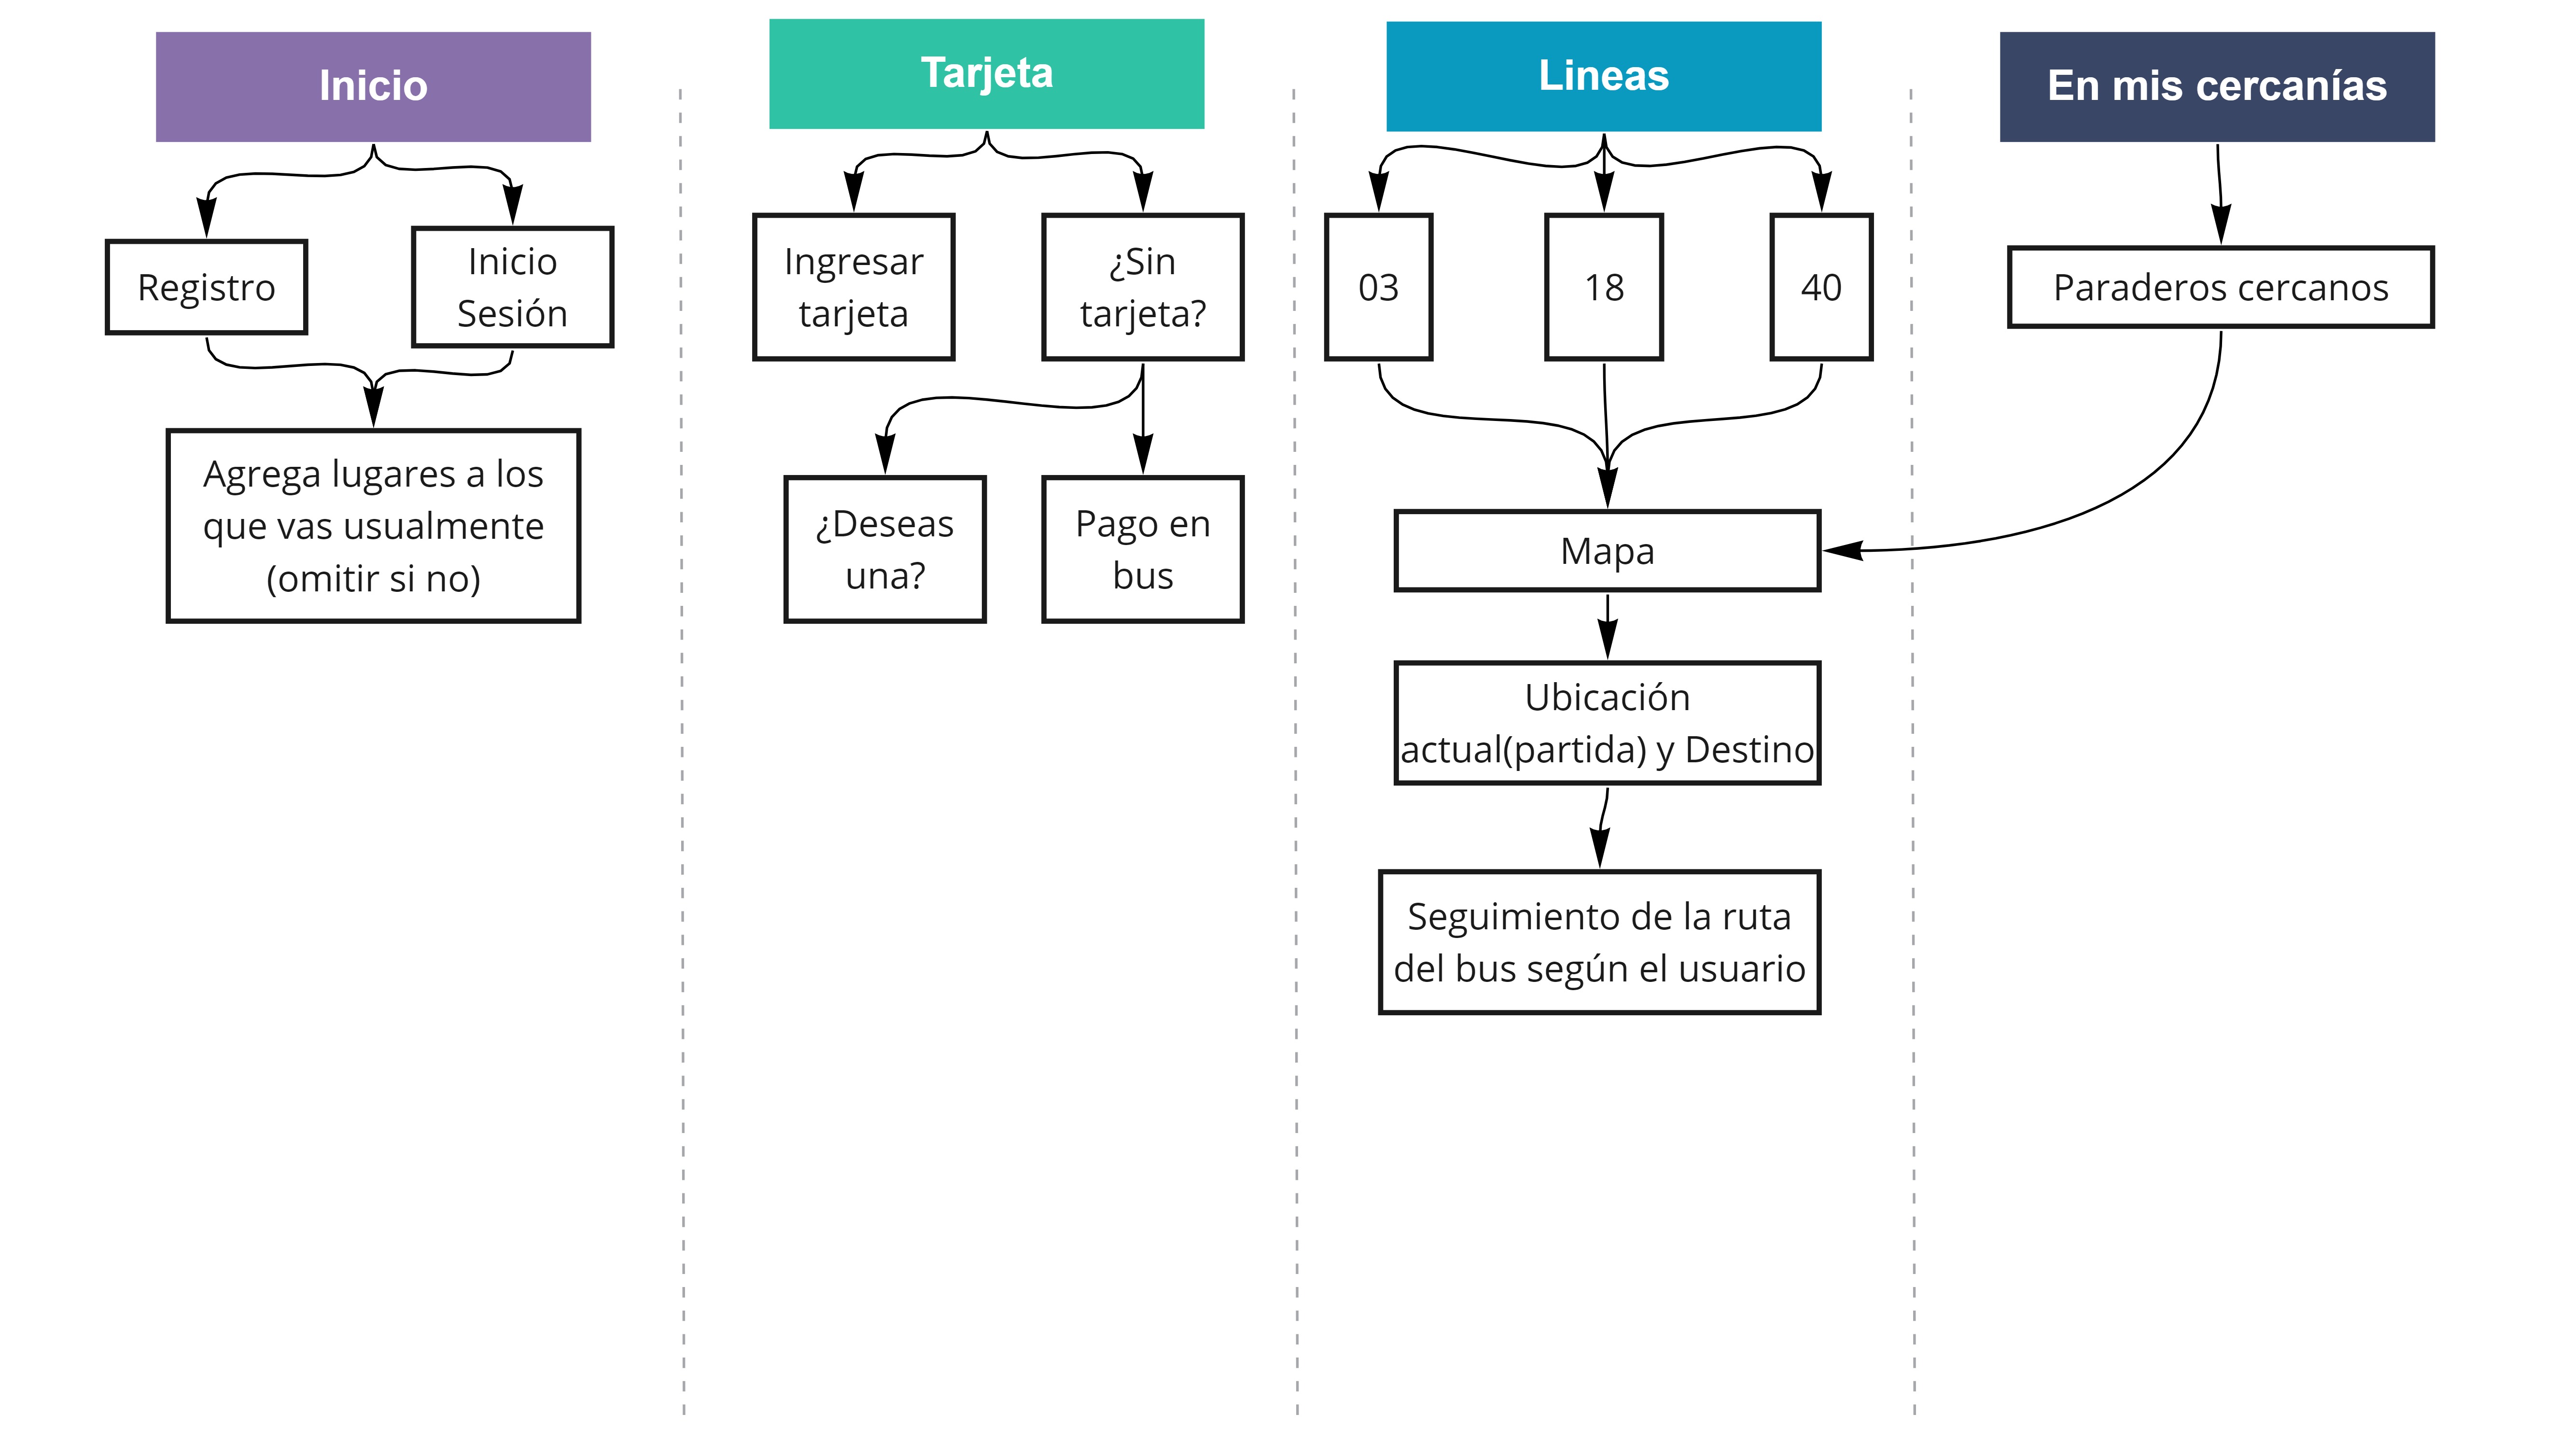 Inicio
Registro
Inicio
Sesión
Agrega lugares a los
que vas usualmente
(omitir si no)
Tarjeta
Ingresar
tarjeta
¿Sin
tarjeta?
¿Deseas
una?
Pago en
bus
Lineas
03
18
40
Mapa
Ubicación
actual(partida) y Destino
Seguimiento de la ruta
del bus según el usuario
En mis cercanías
Paraderos cercanos